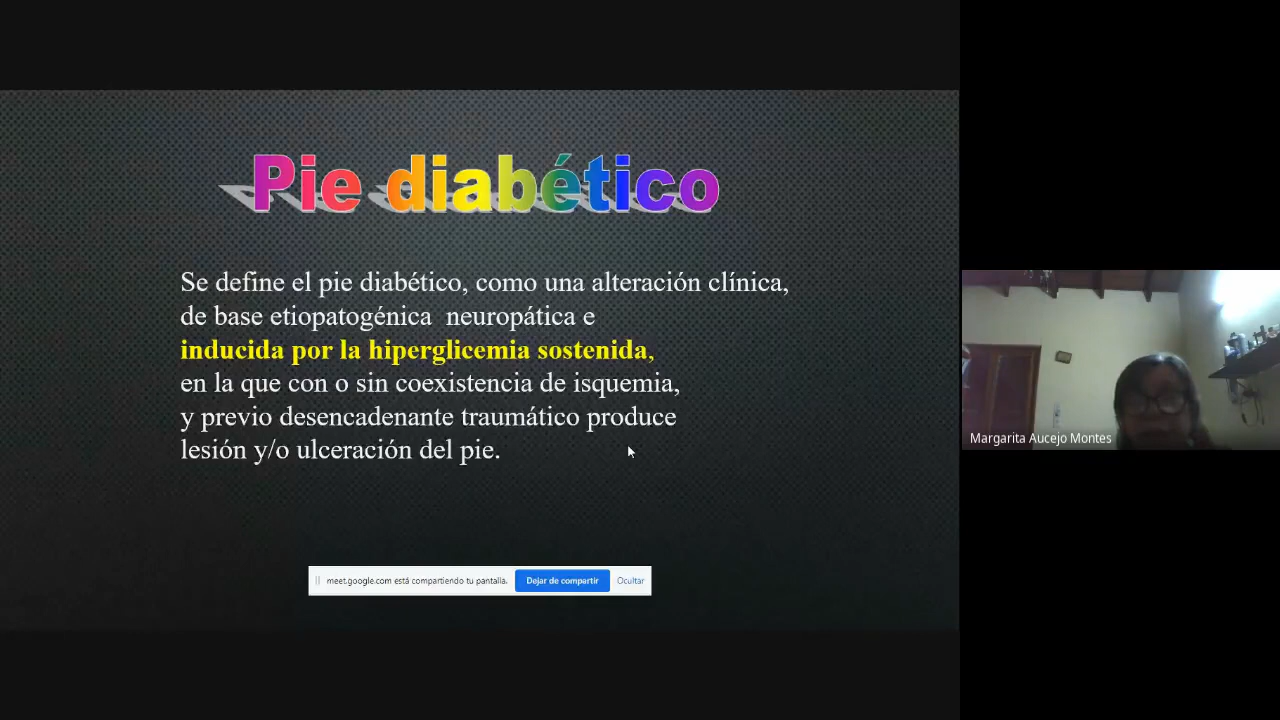 Pie diabético
Se define el pie diabético, como una alteración clínica,
de base etiopatogénica neuropática e
inducida por la hiperglicemia sostenida,
en la que con o sin coexistencia de isquemia,
y previo desencadenante traumático produce
lesión y/o ulceración del pie.
meet.google.com está compartiendo tu pantalla. Dejar de compartir Ocultar
Margarita Aucejo Montes